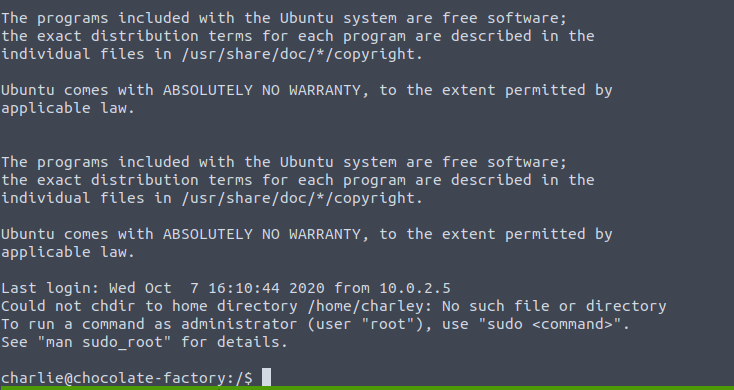 The programs included with the Ubuntu system are free software;
the exact distribution terms for each program are described in the
individual files in /usr/share/doc/*/copyright.
Ubuntu comes with ABSOLUTELY NO WARRANTY, to the extent permitted by
applicable law.
The programs included with the Ubuntu system are free software;
the exact distribution terms for each program are described in the
individual files in /usr/share/doc/*/copyright.
Ubuntu comes with ABSOLUTELY NO WARRANTY, to the extent permitted by
applicable law.
Last login: Wed Oct  7 16:10:44 2020 from 10.0.2.5
Could not chdir to home directory /home/charley: No such file or directory
To run a command as administrator (user "root"), use "sudo <command>".
See "man sudo_root" for details.
charlie@chocolate-factory:/$